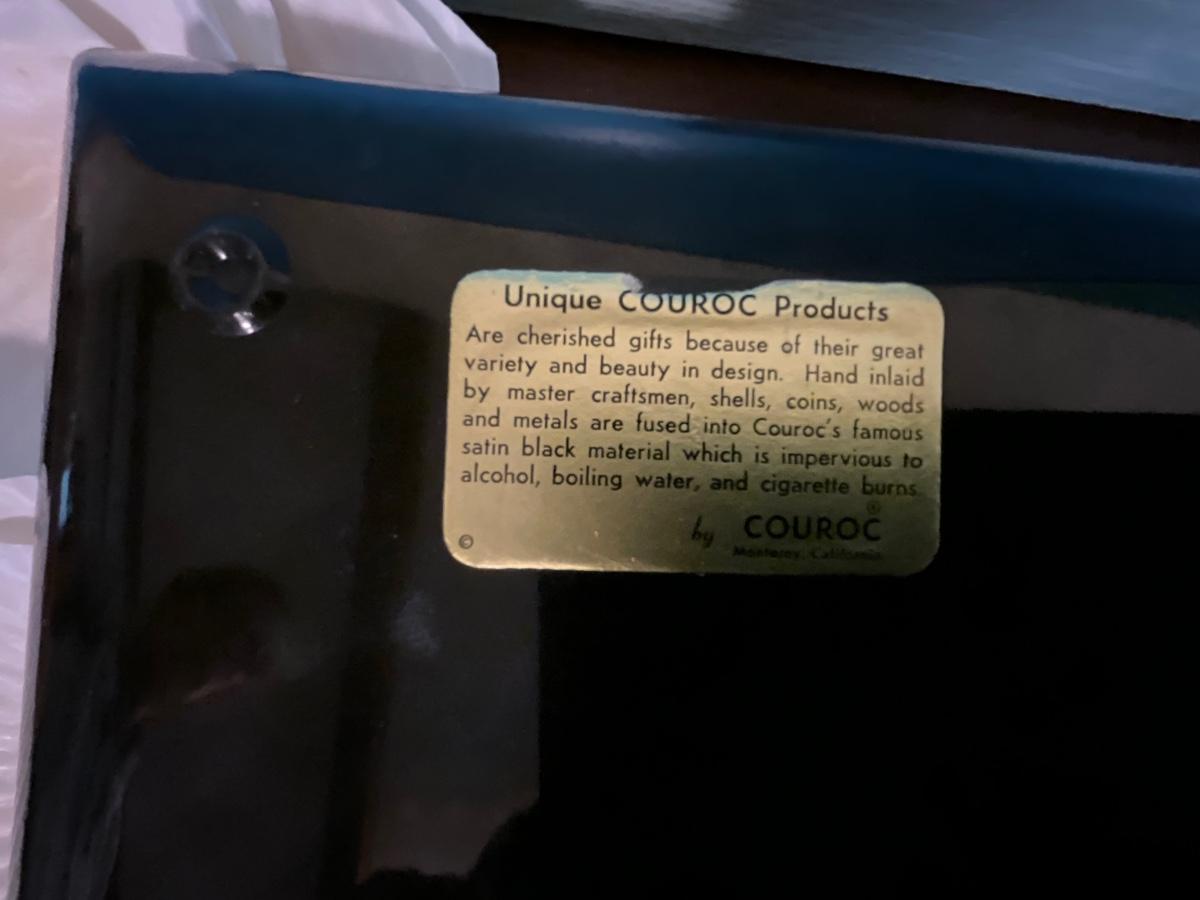 Unique COUROC Products
Are cherished gifts because of their great
variety and beauty in design. Hand inlaid
by master craftsmen, shells, coins, woods
and metals are fused into Couroc's famous
satin black material which is impervious to
alcohol, boiling water, and cigarette burns
®
by COUROC
Monterey, California
©